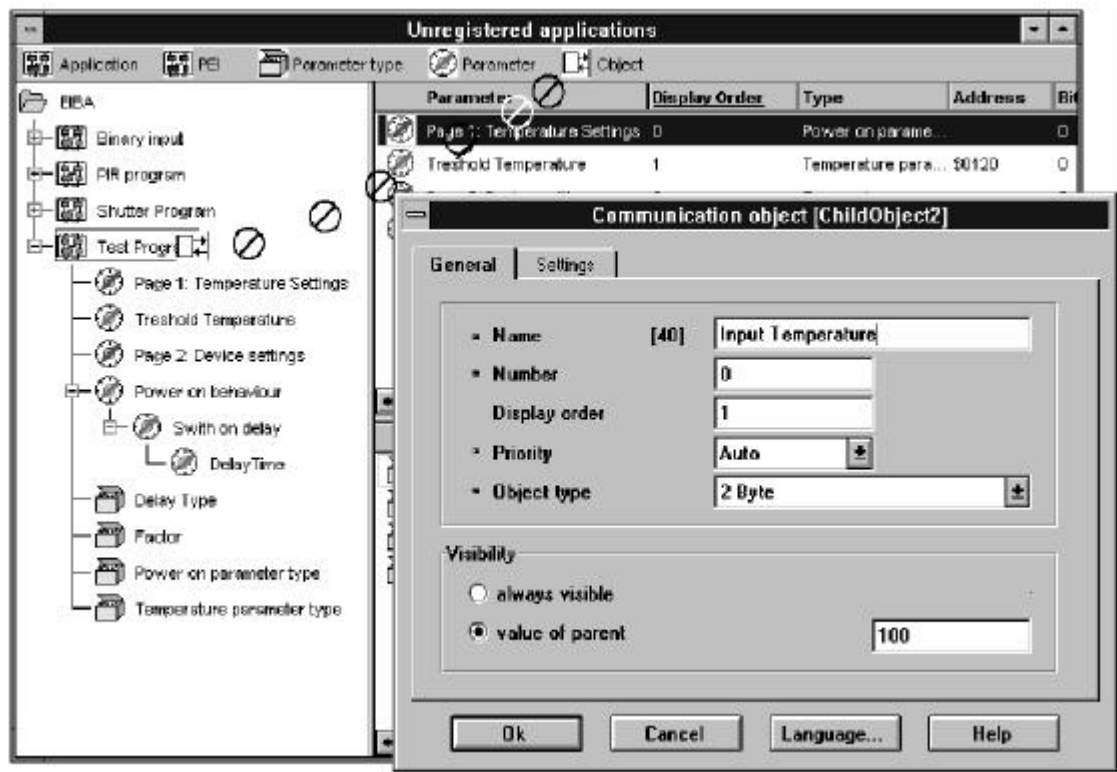 Unregistered applications
Application PEI Parameter type Parameter Object
EIBA
Binary input
PIR program
Shutter Program
Test Progr
Page 1: Temperature Settings
Treshold Temperature
Page 2: Device settings
Power on behaviour
Swith on delay
DelayTime
Delay Type
Factor
Power on parameter type
Temperature parameter type
Parameter Display Order Type Address Bit
Page 1: Temperature Settings 0 Power on parame... 0
Treshold Temperature 1 Temperature para... $0120 0
Communication object [ChildObject2]
General Settings
Name [40] Input Temperature
Number 0
Display order 1
Priority Auto
Object type 2 Byte
Visibility
always visible
value of parent 100
Ok Cancel Language... Help